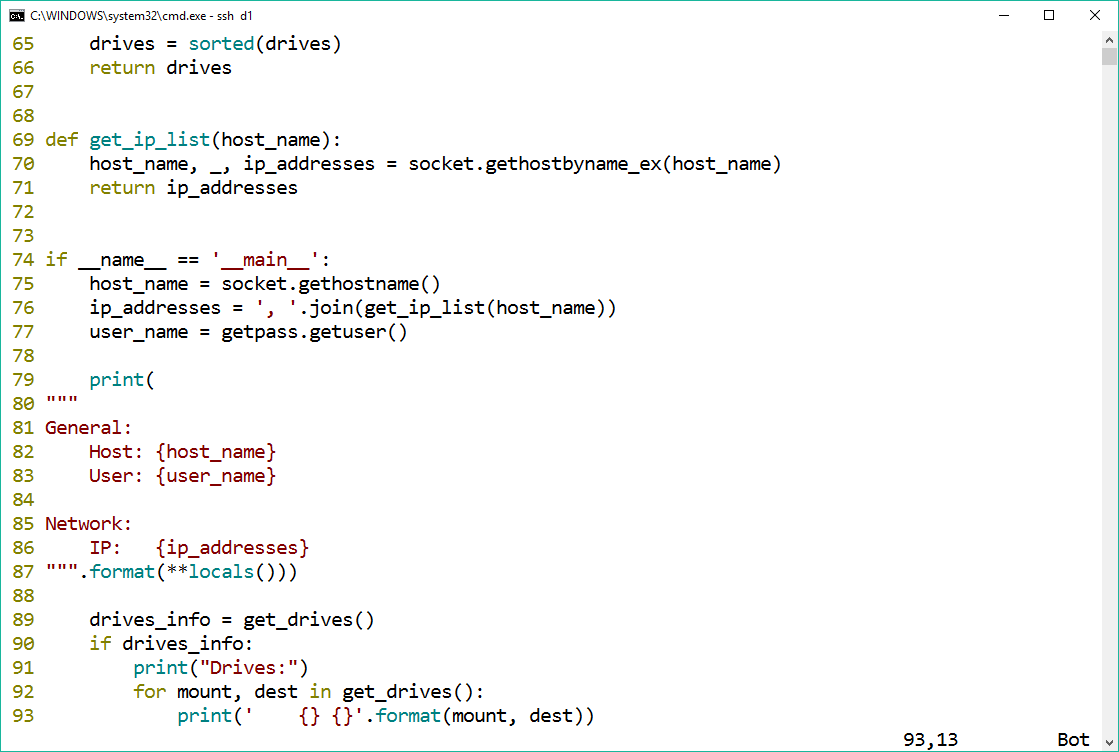 C:\WINDOWS\system32\cmd.exe - ssh  d1
65     drives = sorted(drives)
66     return drives
67
68
69 def get_ip_list(host_name):
70     host_name, _, ip_addresses = socket.gethostbyname_ex(host_name)
71     return ip_addresses
72
73
74 if __name__ == '__main__':
75     host_name = socket.gethostname()
76     ip_addresses = ', '.join(get_ip_list(host_name))
77     user_name = getpass.getuser()
78
79     print(
80 """
81 General:
82     Host: {host_name}
83     User: {user_name}
84
85 Network:
86     IP:   {ip_addresses}
87 """.format(**locals()))
88
89     drives_info = get_drives()
90     if drives_info:
91         print("Drives:")
92         for mount, dest in get_drives():
93             print('    {} {}'.format(mount, dest))
93,13         Bot